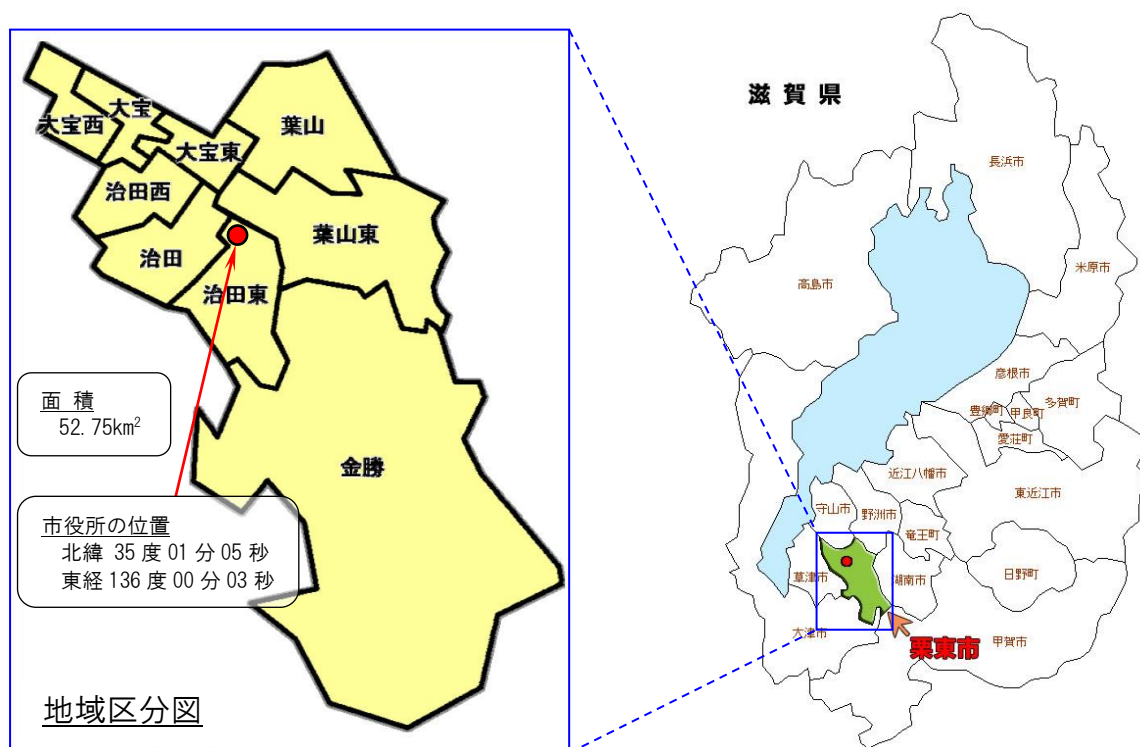 大宝西
大宝
大宝東
葉山
治田西
葉山東
治田
治田東
金勝
面 積
52.75km²
市役所の位置
北緯 35 度 01 分 05 秒
東経 136 度 00 分 03 秒
地域区分図
滋 賀 県
長浜市
米原市
高島市
彦根市
多賀町
豊郷町
甲良町
愛荘町
近江八幡市
東近江市
守山市
野洲市
竜王町
草津市
湖南市
日野町
大津市
甲賀市
栗東市